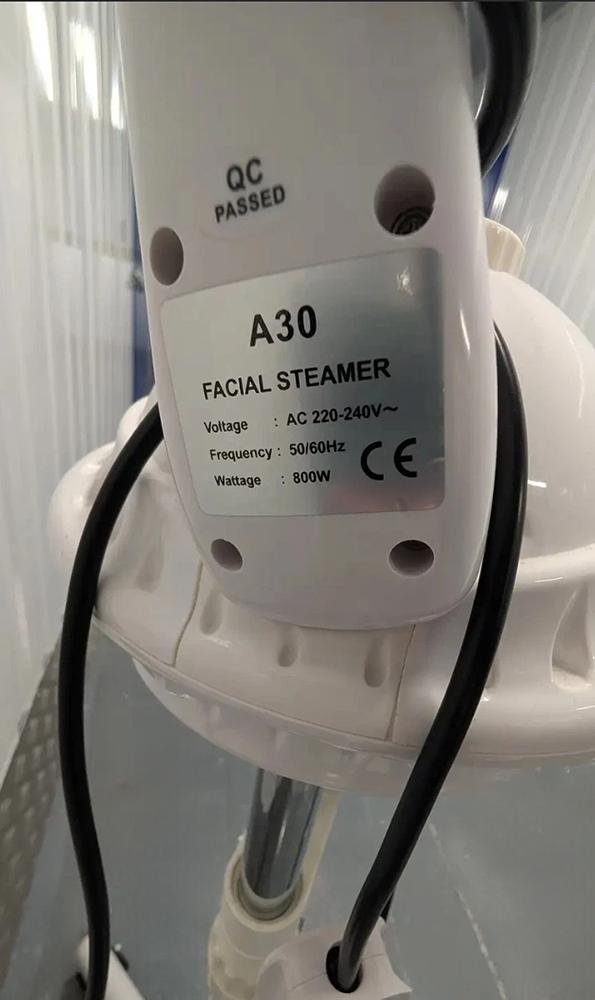 QC
PASSED
A30
FACIAL STEAMER
Voltage : AC 220-240V~
Frequency : 50/60Hz
Wattage : 800W
CE